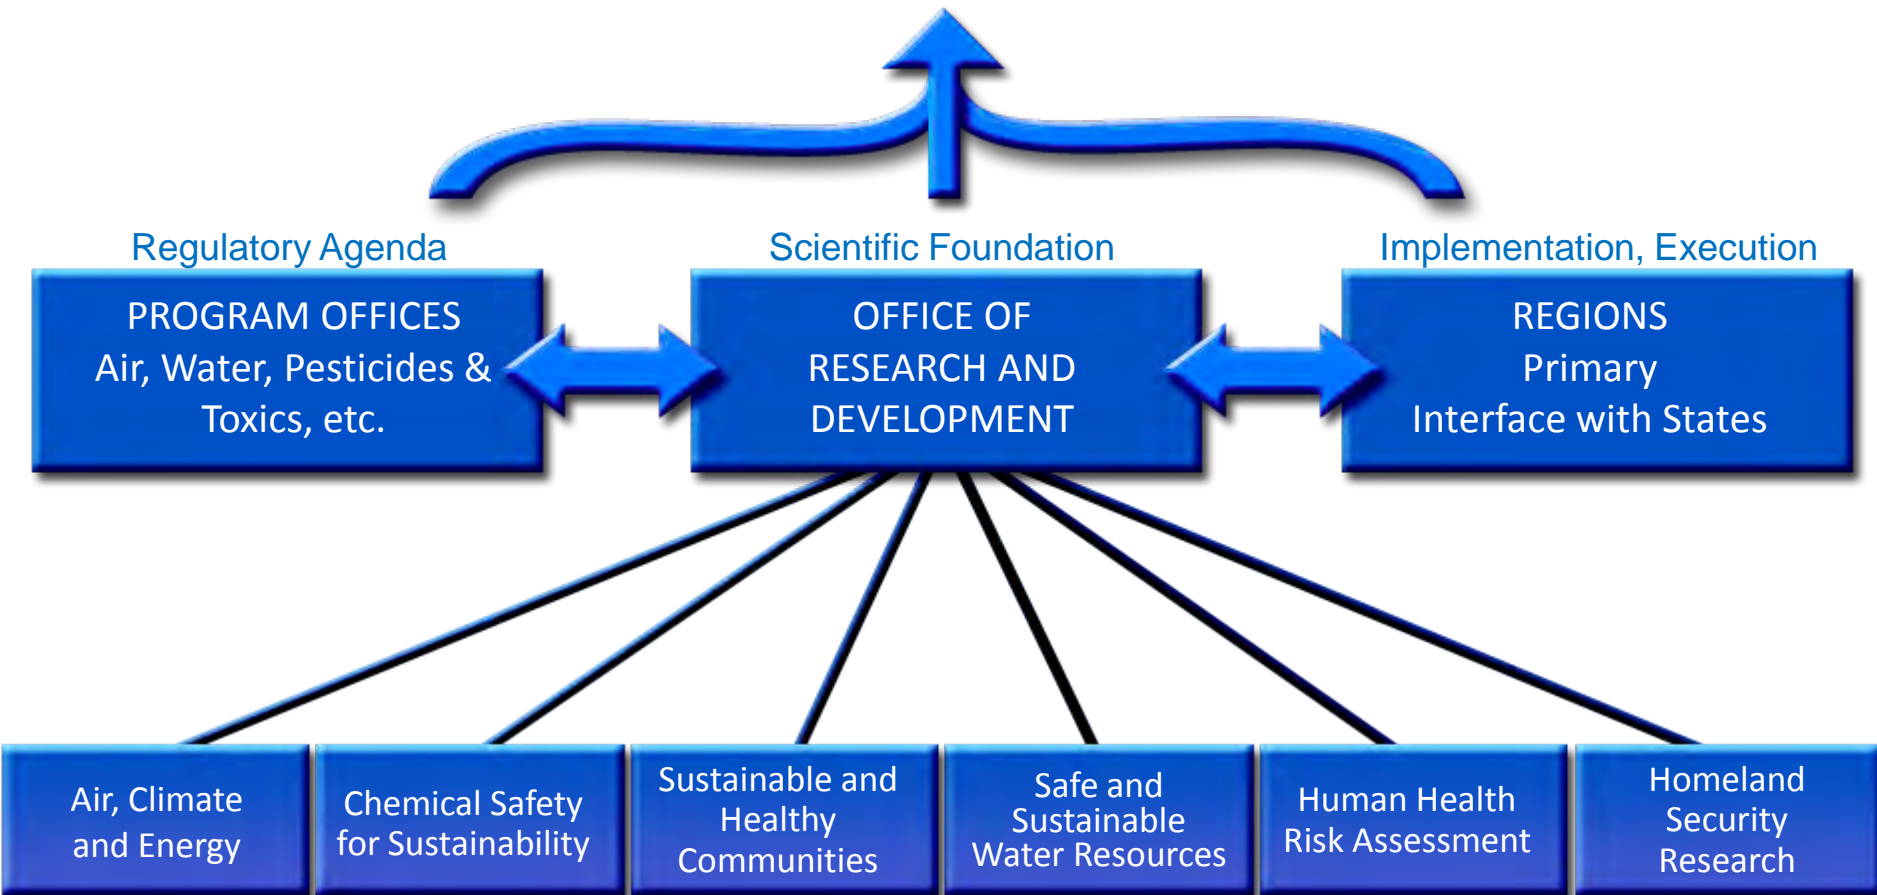 Regulatory Agenda
PROGRAM OFFICES
Air, Water, Pesticides &
Toxics, etc.
Scientific Foundation
OFFICE OF
RESEARCH AND
DEVELOPMENT
Implementation, Execution
REGIONS
Primary
Interface with States
Air, Climate
and Energy
Chemical Safety
for Sustainability
Sustainable and
Healthy
Communities
Safe and
Sustainable
Water Resources
Human Health
Risk Assessment
Homeland
Security
Research